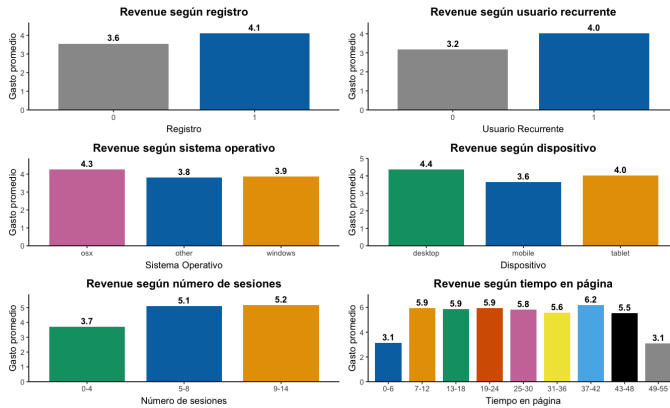 Revenue según registro
Gasto promedio
4
3
2
1
0
3.6
4.1
0
1
Registro
Revenue según usuario recurrente
Gasto promedio
4
3
2
1
0
3.2
4.0
0
1
Usuario Recurrente
Revenue según sistema operativo
Gasto promedio
4
3
2
1
0
4.3
3.8
3.9
osx
other
windows
Sistema Operativo
Revenue según dispositivo
Gasto promedio
5
4
3
2
1
0
4.4
3.6
4.0
desktop
mobile
tablet
Dispositivo
Revenue según número de sesiones
Gasto promedio
5
4
3
2
1
0
3.7
5.1
5.2
0-4
5-8
9-14
Número de sesiones
Revenue según tiempo en página
Gasto promedio
6
4
2
0
3.1
5.9
5.9
5.9
5.8
5.6
6.2
5.5
3.1
0-6
7-12
13-18
19-24
25-30
31-36
37-42
43-48
49-55
Tiempo en página